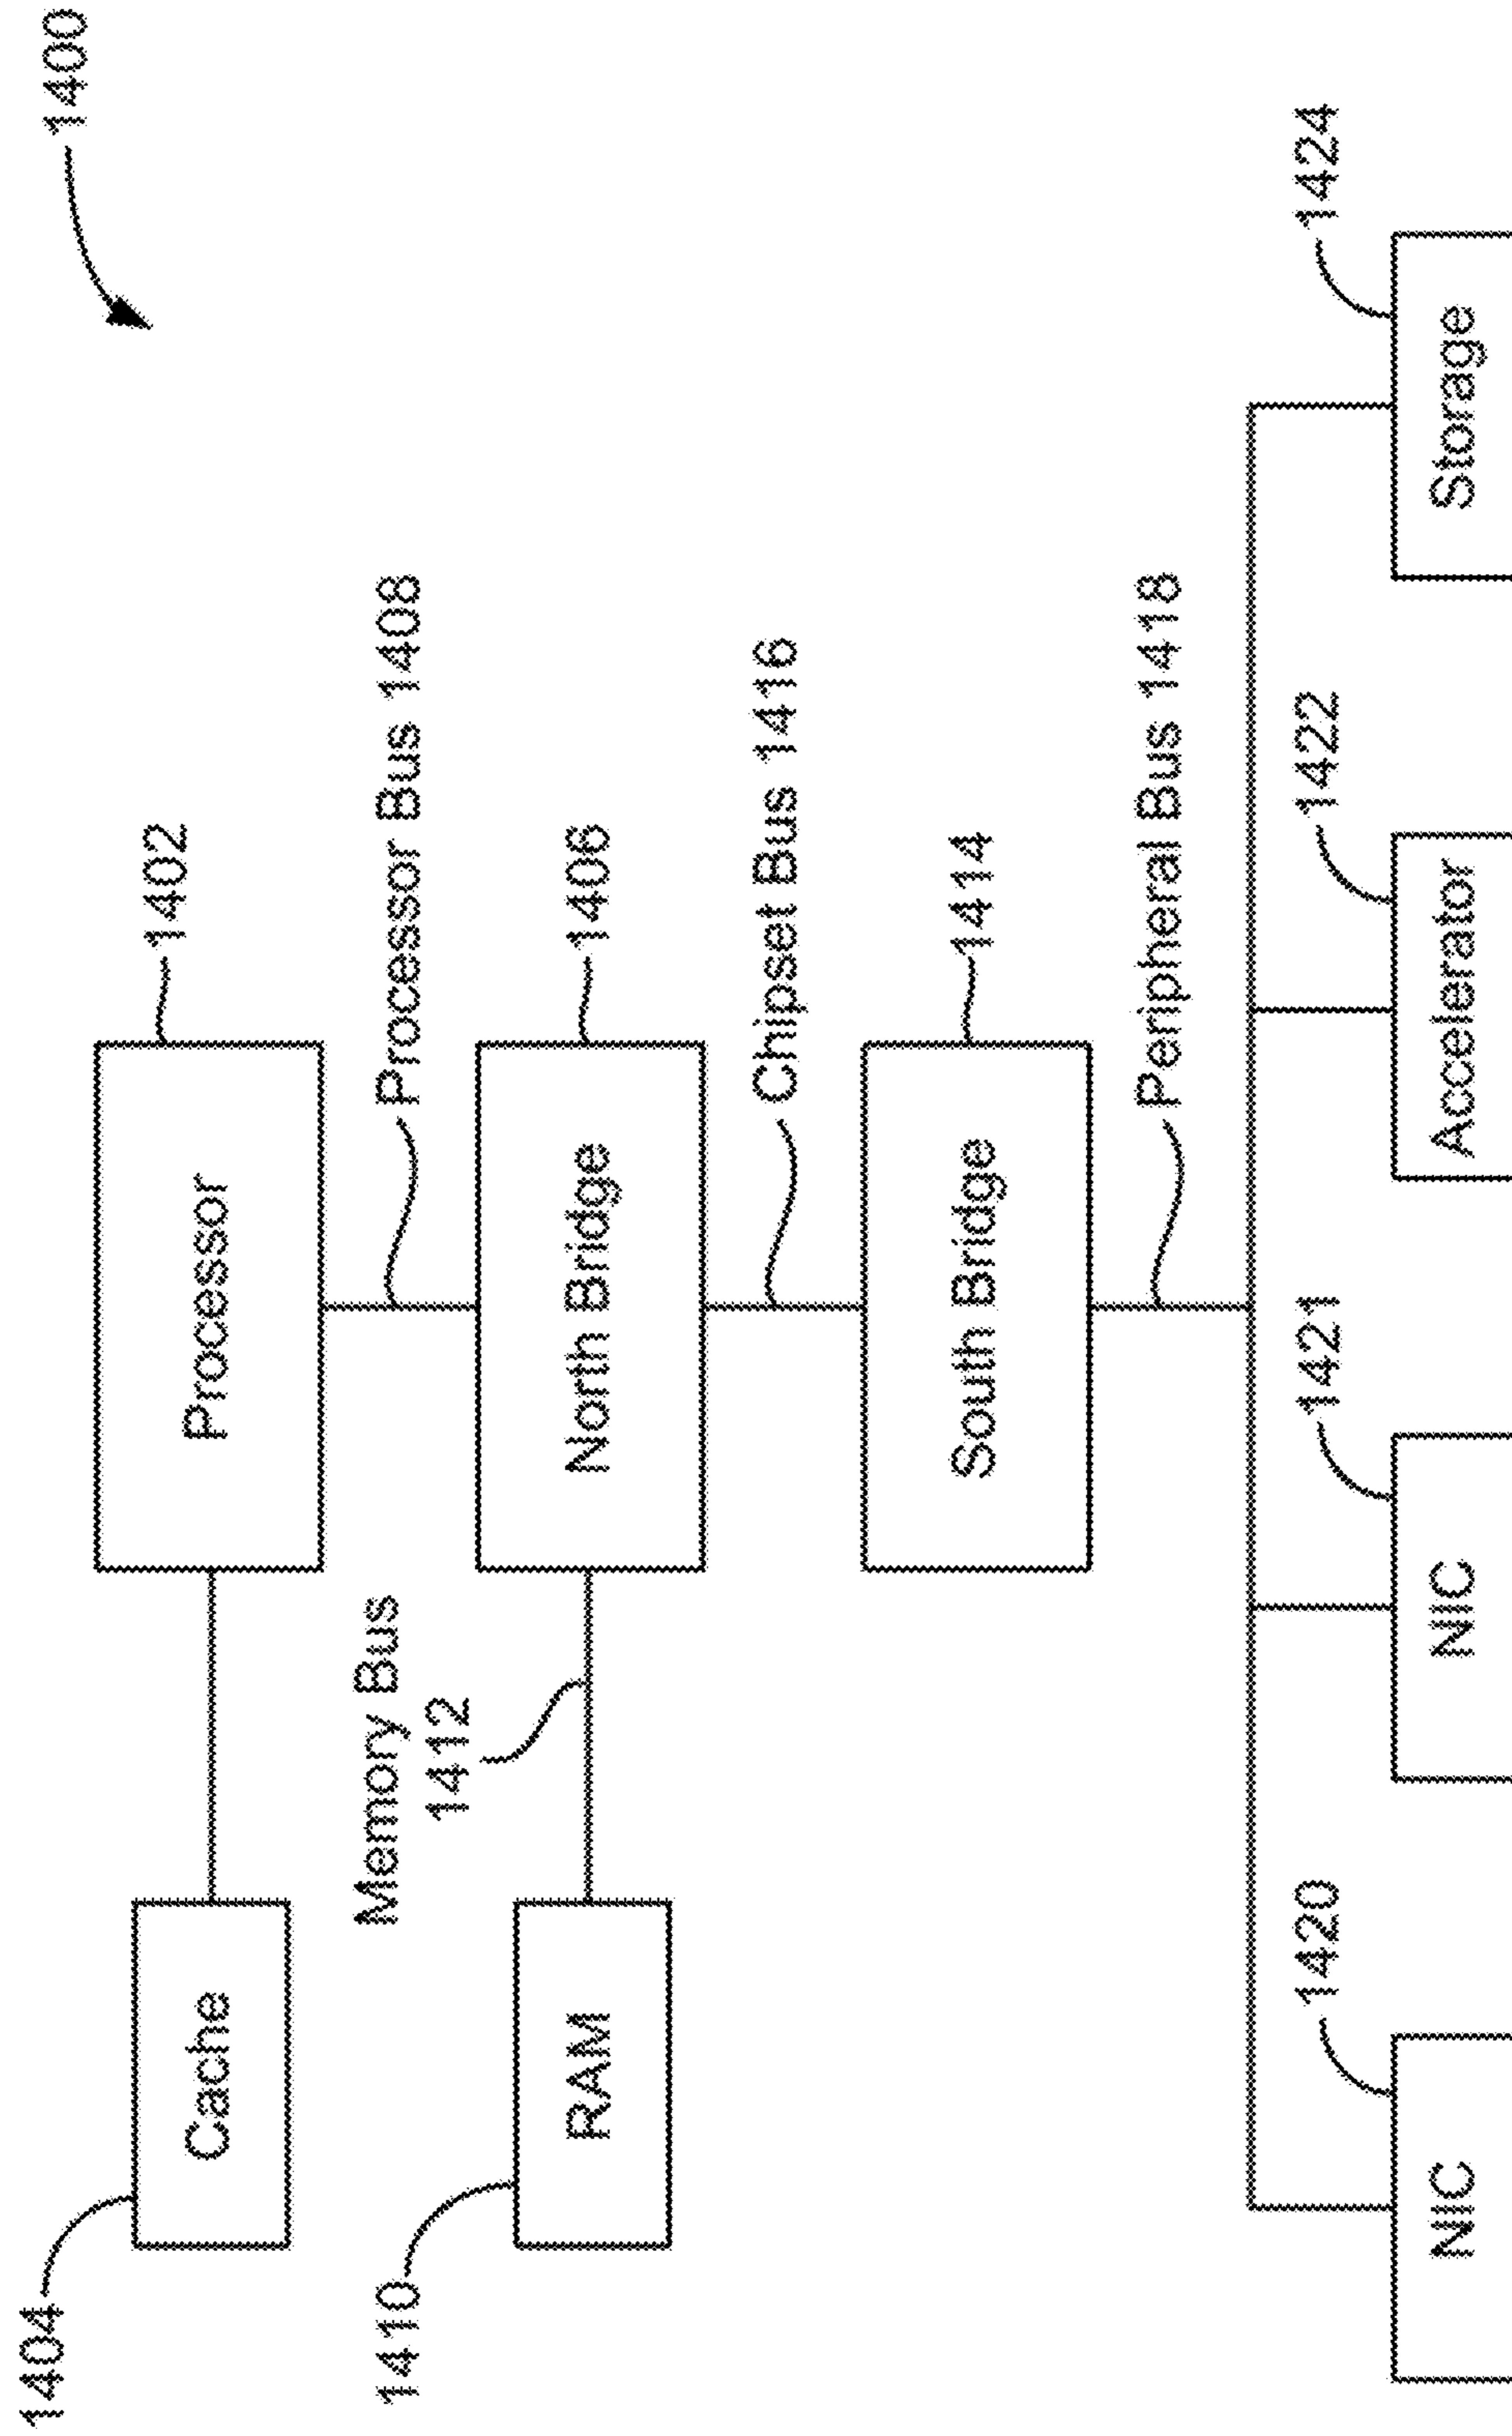 1400
1404
Cache
Processor
1402
Memory Bus
1412
Processor Bus 1408
1410
RAM
North Bridge
1406
Chipset Bus 1416
South Bridge
1414
Peripheral Bus 1418
1420
1421
1422
1424
NIC
NIC
Accelerator
Storage